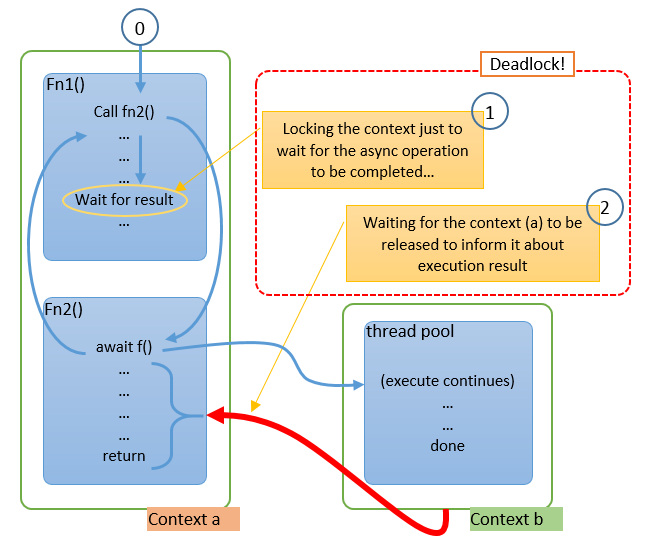 0
Deadlock!
Fn1()
Call fn2()
...
...
...
Wait for result
...
1
Locking the context just to
wait for the async operation
to be completed...
2
Waiting for the context (a) to be
released to inform it about
execution result
Fn2()
await f()
...
...
...
...
return
thread pool
(execute continues)
...
...
done
Context a
Context b